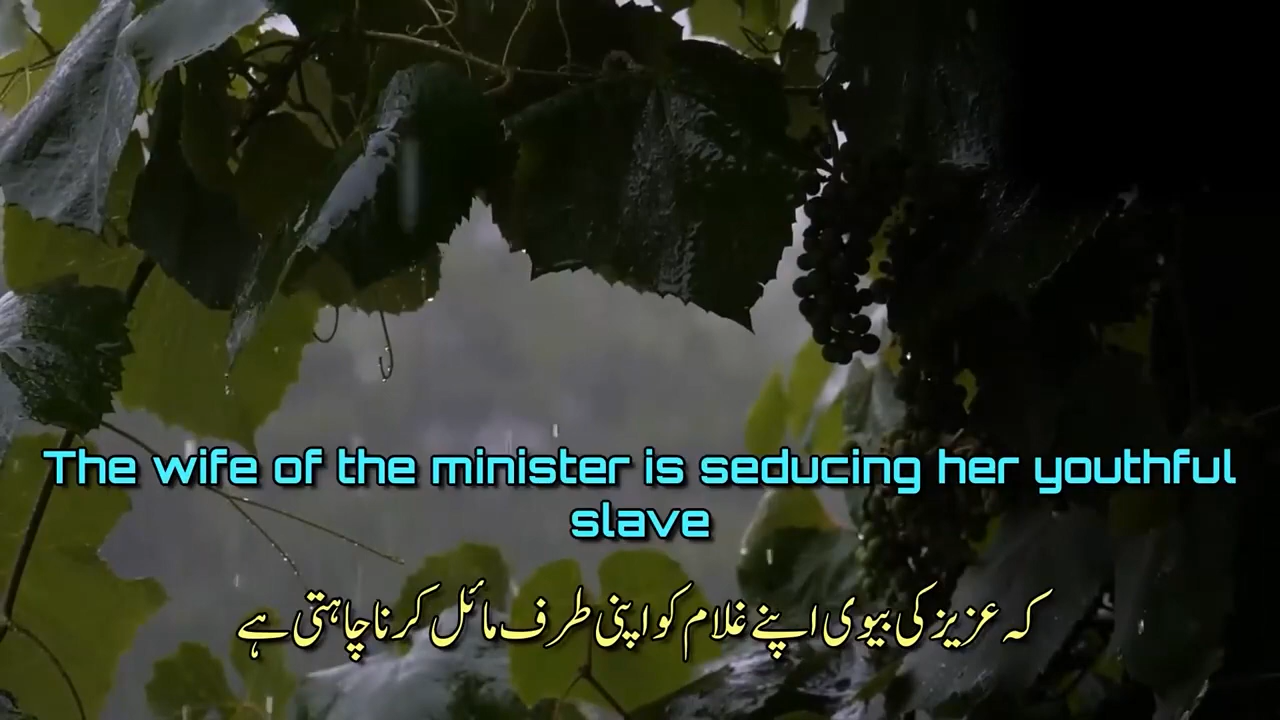 The wife of the minister is seducing her youthful
slave
کہ عزیز کی بیوی اپنے غلام کو اپنی طرف مائل کرنا چاہتی ہے